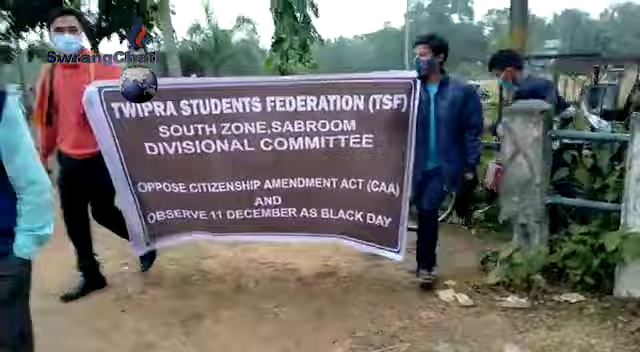 SwrangChati
TWIPRA STUDENTS FEDERATION (TSF)
SOUTH ZONE,SABROOM
DIVISIONAL COMMITTEE
OPPOSE CITIZENSHIP AMENDMENT ACT (CAA)
AND
OBSERVE 11 DECEMBER AS BLACK DAY